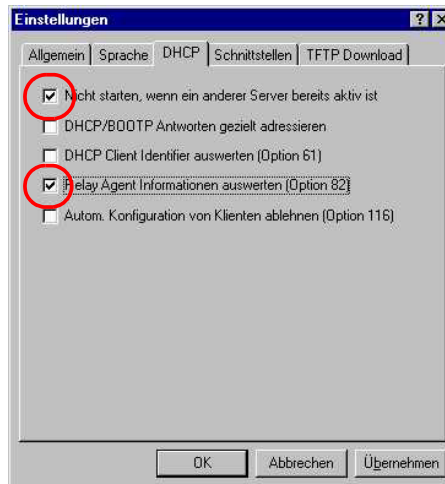 Einstellungen
Allgemein Sprache DHCP Schnittstellen TFTP Download
Nicht starten, wenn ein anderer Server bereits aktiv ist
DHCP/BOOTP Antworten gezielt adressieren
DHCP Client Identifier auswerten (Option 61)
Relay Agent Informationen auswerten (Option 82)
Autom. Konfiguration von Klienten ablehnen (Option 116)
OK Abbrechen Übernehmen